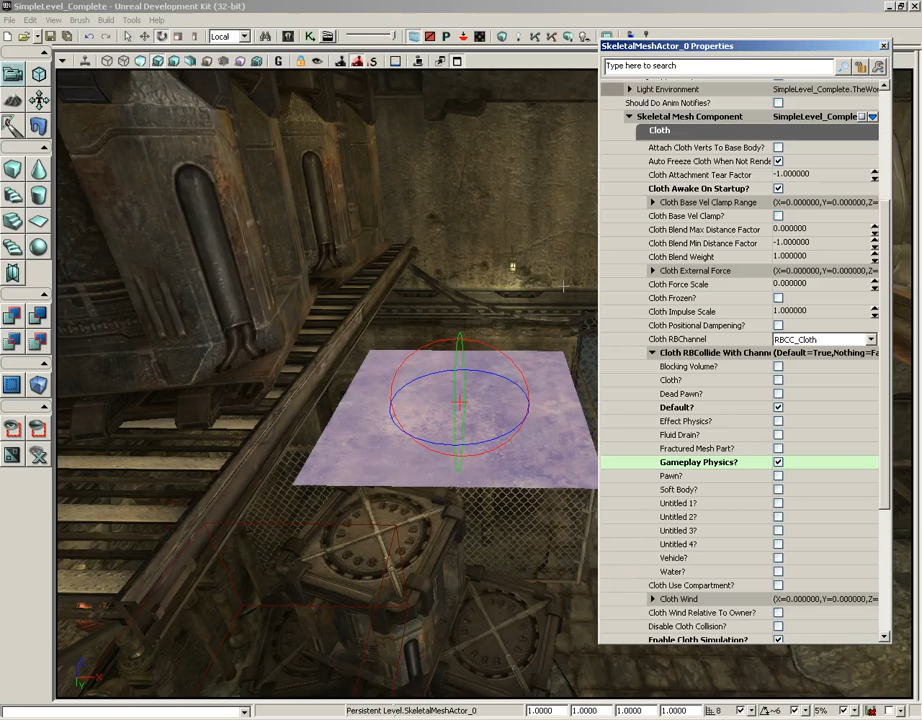 SimpleLevel_Complete - Unreal Development Kit (32-bit)
File Edit View Brush Build Tools Help
Local
G
S
SkeletalMeshActor_0 Properties
Type here to search
Light Environment SimpleLevel_Complete.TheWor
Should Do Anim Notifies?
Skeletal Mesh Component SimpleLevel_Comple
Cloth
Attach Cloth Verts To Base Body?
Auto Freeze Cloth When Not Rende
Cloth Attachment Tear Factor -1.000000
Cloth Awake On Startup?
Cloth Base Vel Clamp Range (X=0.000000,Y=0.000000,Z=
Cloth Base Vel Clamp?
Cloth Blend Max Distance Factor 0.000000
Cloth Blend Min Distance Factor -1.000000
Cloth Blend Weight 1.000000
Cloth External Force (X=0.000000,Y=0.000000,Z=
Cloth Force Scale 0.000000
Cloth Frozen?
Cloth Impulse Scale 1.000000
Cloth Positional Dampening?
Cloth RBChannel RBCC_Cloth
Cloth RBCollide With Chann (Default=True,Nothing=Fa
Blocking Volume?
Cloth?
Dead Pawn?
Default?
Effect Physics?
Fluid Drain?
Fractured Mesh Part?
Gameplay Physics?
Pawn?
Soft Body?
Untitled 1?
Untitled 2?
Untitled 3?
Untitled 4?
Vehicle?
Water?
Cloth Use Compartment?
Cloth Wind (X=0.000000,Y=0.000000,Z=
Cloth Wind Relative To Owner?
Disable Cloth Collision?
Enable Cloth Simulation?
Z X
Y
Persistent Level.SkeletalMeshActor_0 1.0000 1.0000 1.0000 1.0000 8 ~6 5%